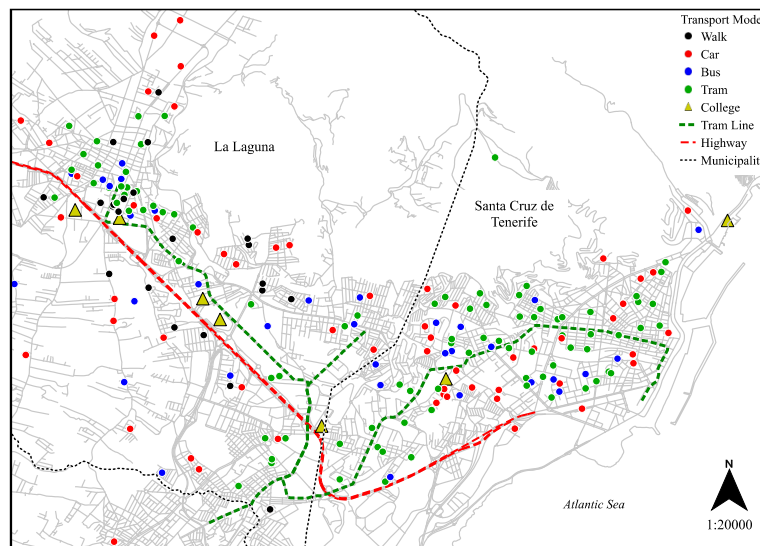 Transport Mode
Walk
Car
Bus
Tram
College
Tram Line
Highway
Municipalit
La Laguna
Santa Cruz de
Tenerife
Atlantic Sea
N
1:20000